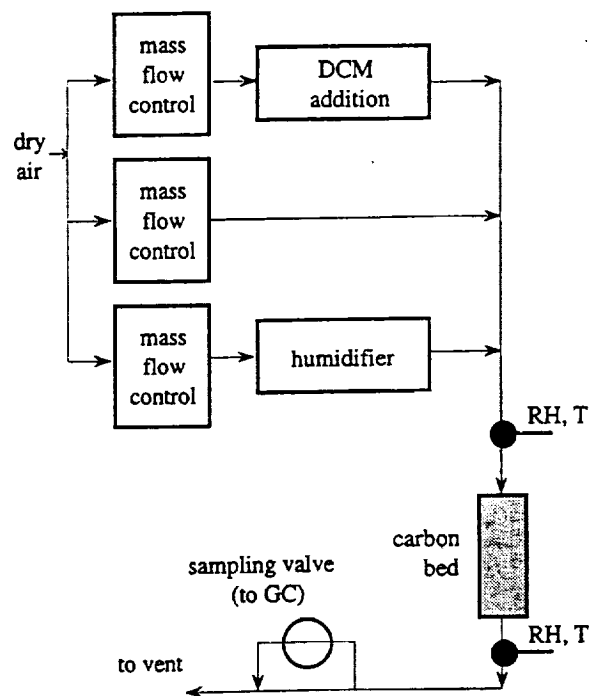 mass
flow
control
DCM
addition
dry
air
mass
flow
control
mass
flow
control
humidifier
RH, T
carbon
bed
sampling valve
(to GC)
RH, T
to vent